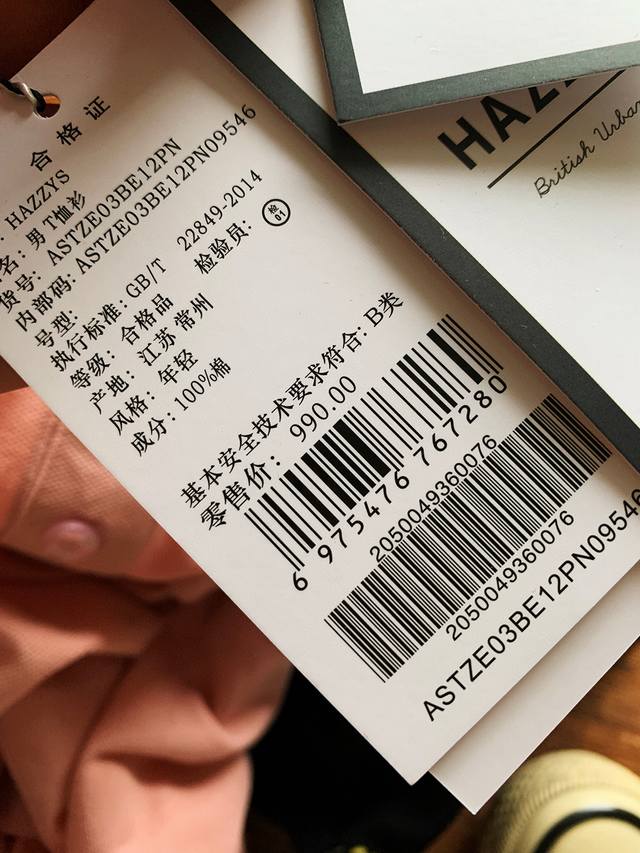 合格证
: HAZZYS
名: 男T恤衫
货号: ASTZE03BE12PN
内部码: ASTZE03BE12PN09546
号型:
执行标准: GB/T 22849-2014
等级: 合格品 检验员: 检 01
产地: 江苏 常州
风格: 年轻
成分: 100%棉
基本安全技术要求符合: B类
零售价: 990.00
6 975476 767280
2050049360076
2050049360076
ASTZE03BE12PN09546
HAZZ
British Urban